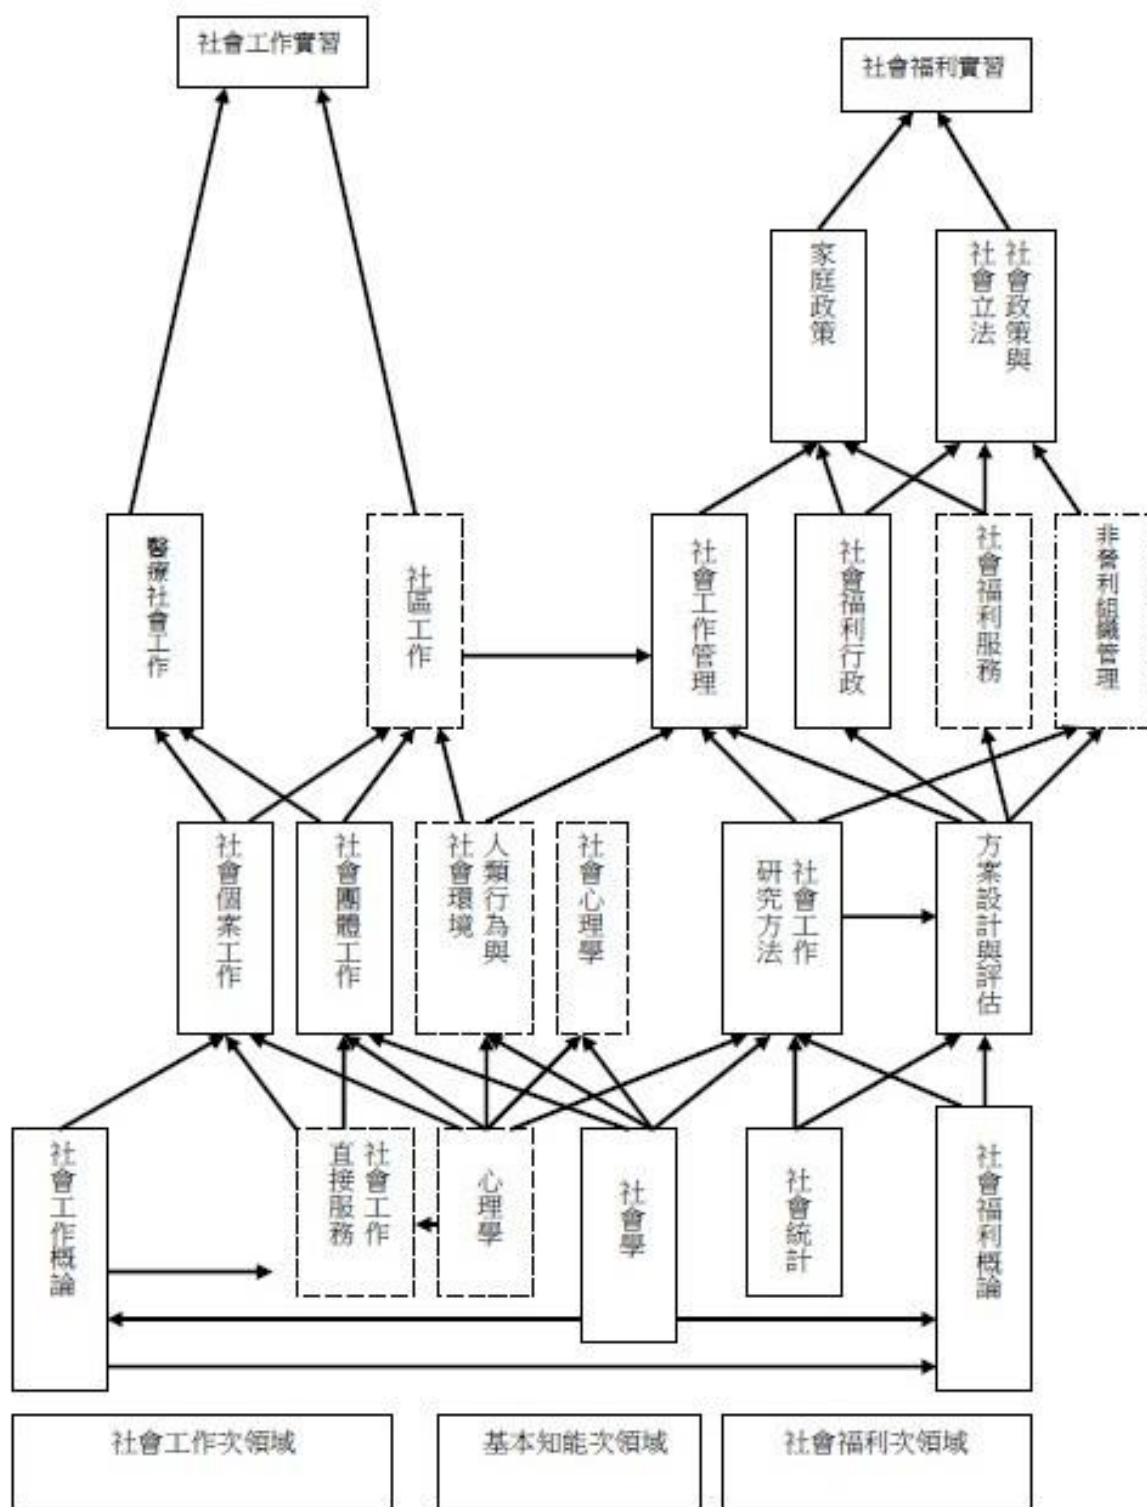 社會工作實習
社會福利實習
家庭政策
社會政策與
社會立法
醫療社會工作
社區工作
社會工作管理
社會福利行政
社會福利服務
非營利組織管理
社會個案工作
社會團體工作
人類行為與
社會環境
社會心理學
社會工作
研究方法
方案設計與評估
社會工作概論
社會工作
直接服務
心理學
社會學
社會統計
社會福利概論
社會工作次領域
基本知能次領域
社會福利次領域